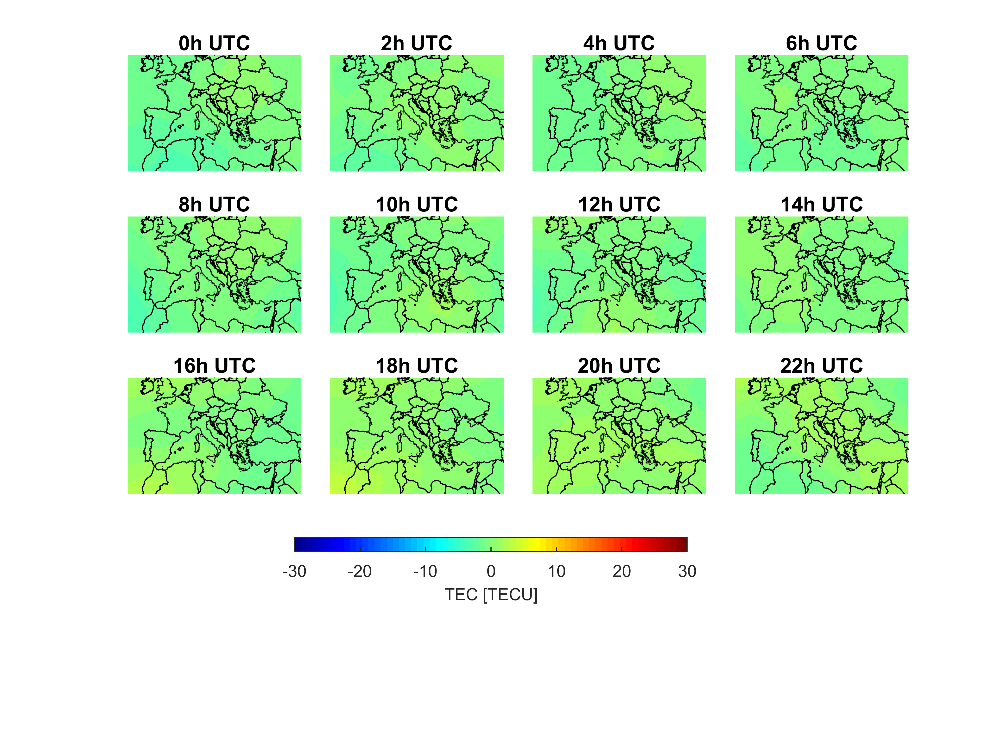 0h UTC 2h UTC 4h UTC 6h UTC
8h UTC 10h UTC 12h UTC 14h UTC
16h UTC 18h UTC 20h UTC 22h UTC
-30 -20 -10 0 10 20 30
TEC [TECU]